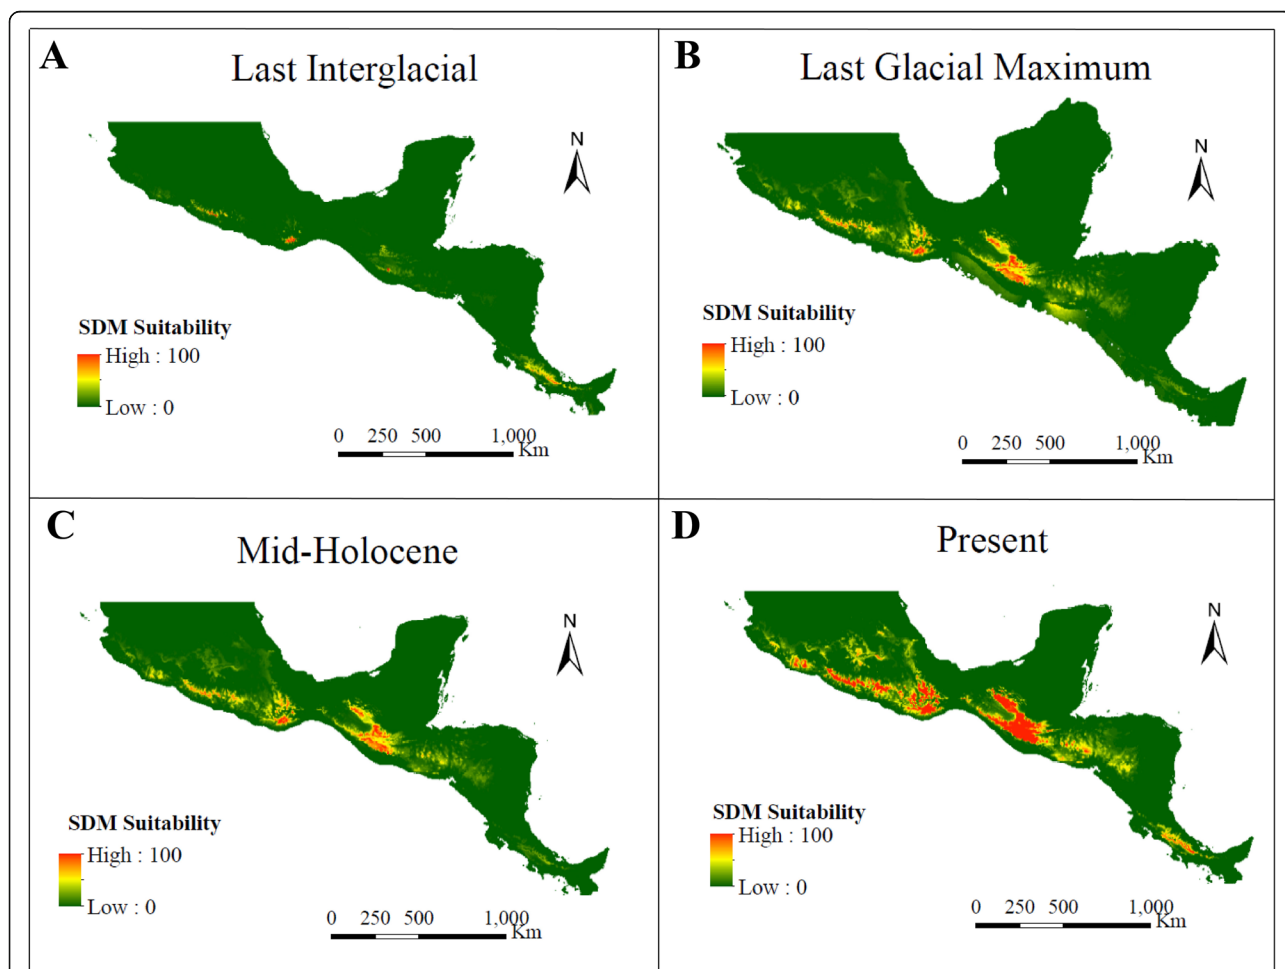 A
Last Interglacial
N
SDM Suitability
High : 100
Low : 0
0 250 500 1,000
Km
B
Last Glacial Maximum
N
SDM Suitability
High : 100
Low : 0
0 250 500 1,000
Km
C
Mid-Holocene
N
SDM Suitability
High : 100
Low : 0
0 250 500 1,000
Km
D
Present
N
SDM Suitability
High : 100
Low : 0
0 250 500 1,000
Km